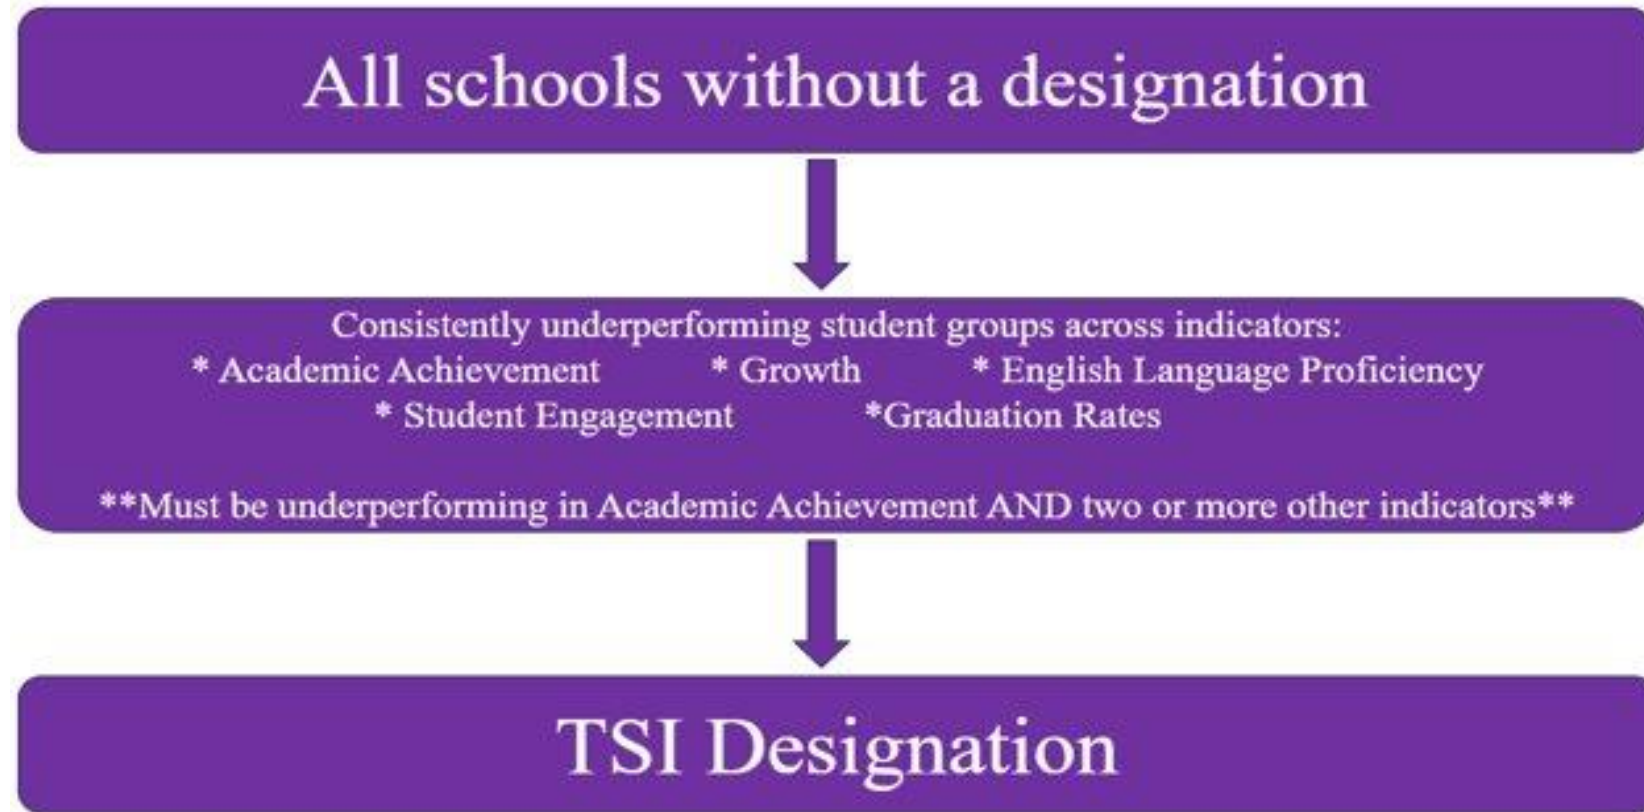 All schools without a designation
Consistently underperforming student groups across indicators:
* Academic Achievement * Growth * English Language Proficiency
* Student Engagement *Graduation Rates
**Must be underperforming in Academic Achievement AND two or more other indicators**
TSI Designation